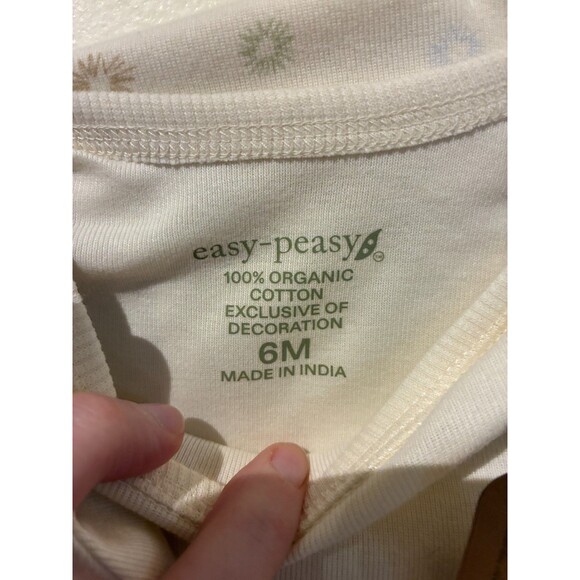 easy-peasy
100% ORGANIC
COTTON
EXCLUSIVE OF
DECORATION
6M
MADE IN INDIA